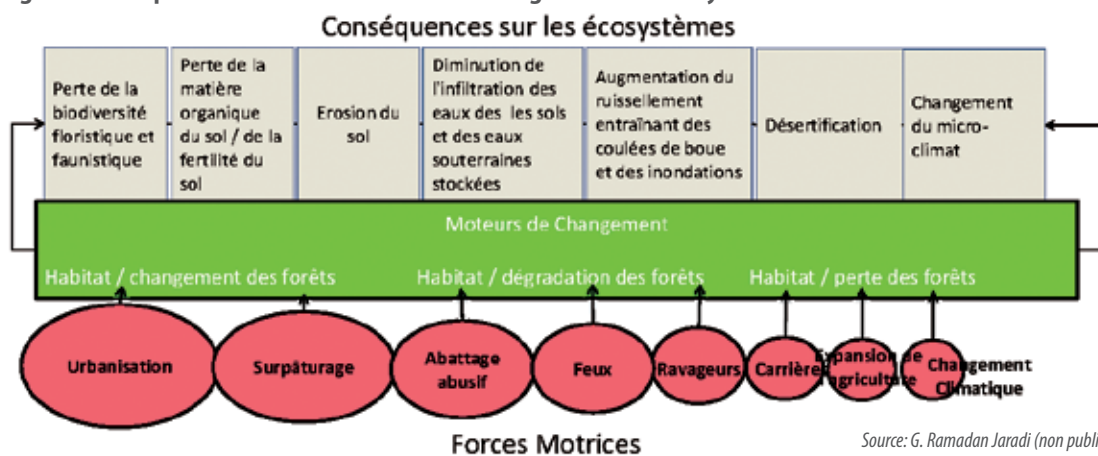 Conséquences sur les écosystèmes
Perte de la
biodiversité
floristique et
faunistique
Perte de la
matière
organique
du sol / de la
fertilité du
sol
Erosion du
sol
Diminution de
l'infiltration des
eaux des les sols
et des eaux
souterraines
stockées
Augmentation du
ruissellement
entraînant des
coulées de boue
et des inondations
Désertification
Changement
du micro-
climat
Moteurs de Changement
Habitat / changement des forêts
Habitat / dégradation des forêts
Habitat / perte des forêts
Urbanisation
Surpâturage
Abattage
abusif
Feux
Ravageurs
Carrière
Expansion de
l'agriculture
Changement
Climatique
Forces Motrices
Source: G. Ramadan Jaradi (non publi